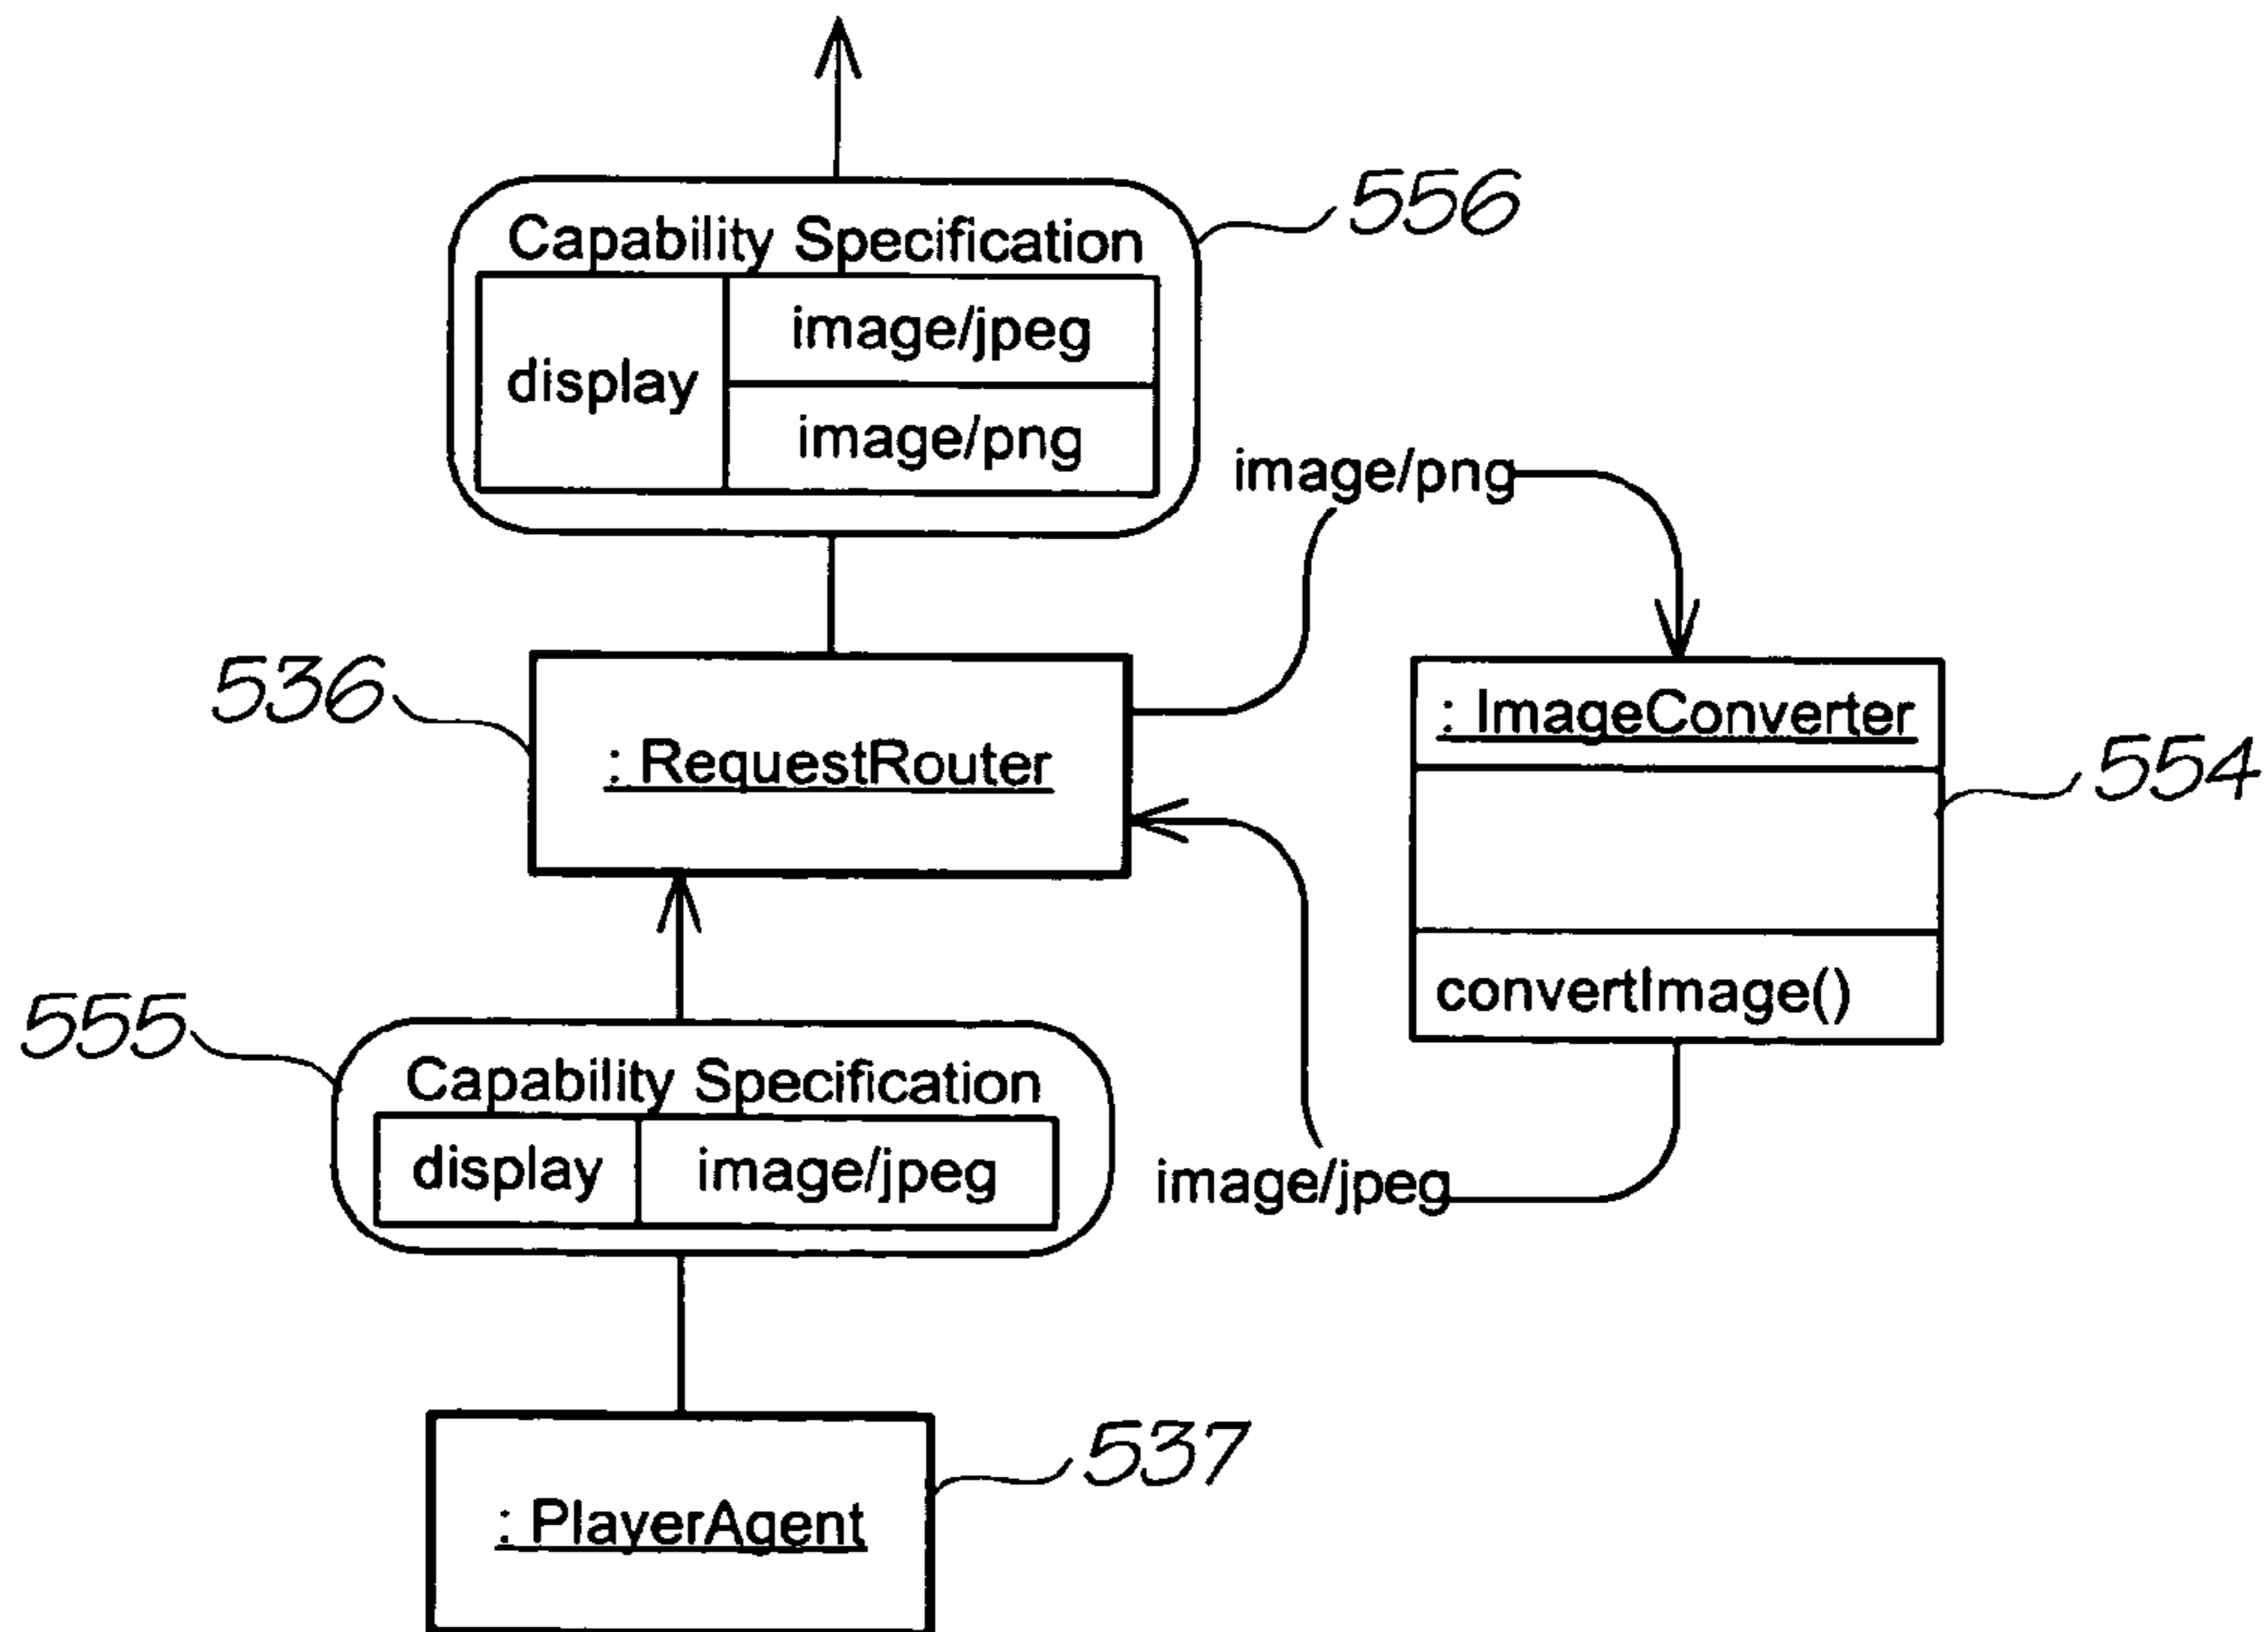 Capability Specification
556
display
image/jpeg
image/png
image/png
536
: RequestRouter
: ImageConverter
554
convertImage()
555
Capability Specification
display
image/jpeg
image/jpeg
: PlayerAgent
537